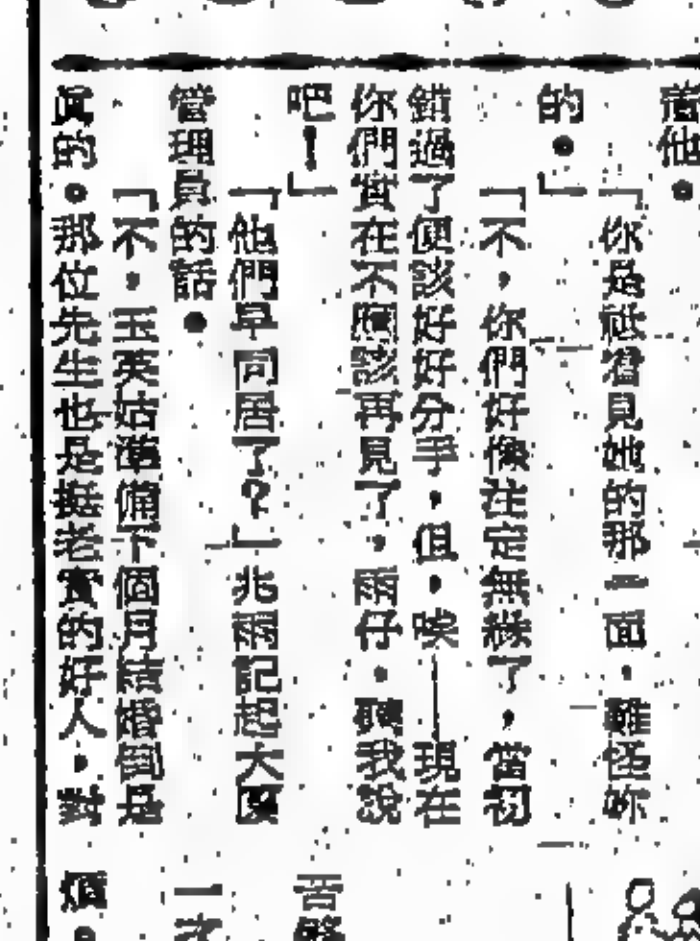 他。
「你是祇看見她的那一面,難怪你
的。」
「不,你們好像注定無緣了,當初
錯過了便該好好分手,但,唉——現在
你們實在不應該再見了,雨仔,聽我說
吧!」
「他們早同居了?」兆雨記起大廈
管理員的話。
「不,玉英姑準備下個月結婚倒是
眞的。那位先生也是挺老實的好人,對
苦
一
煩。